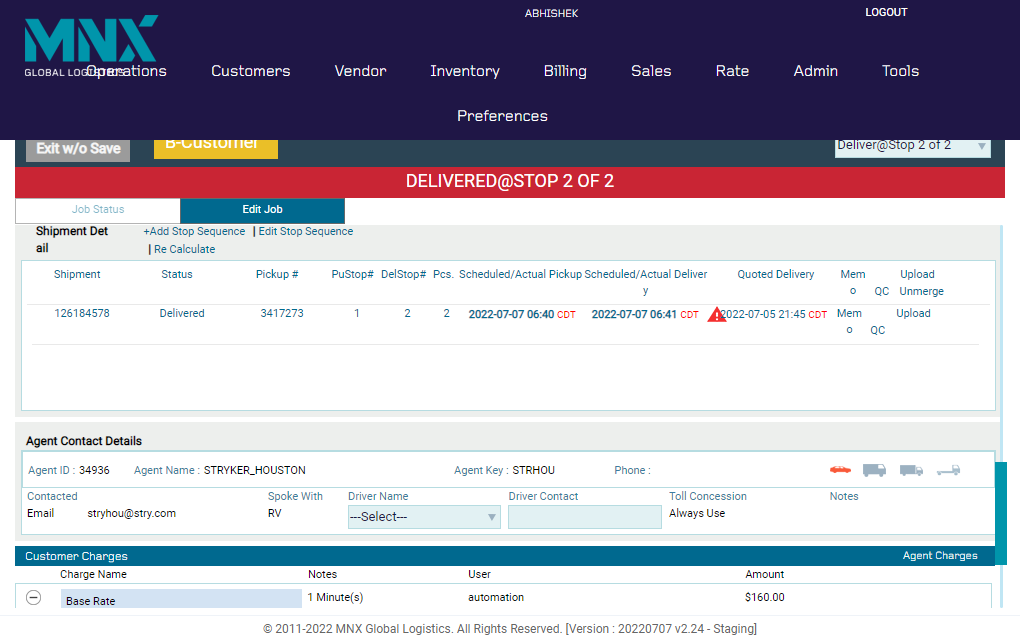 ABHISHEK LOGOUT
MNX
GLOBAL LOGISTICS
Operations Customers Vendor Inventory Billing Sales Rate Admin Tools
Preferences
Exit w/o Save B-Customer Deliver@Stop 2 of 2
DELIVERED@STOP 2 OF 2
Job Status Edit Job
Shipment Det +Add Stop Sequence | Edit Stop Sequence
ail | Re Calculate
Shipment Status Pickup # PuStop# DelStop# Pcs. Scheduled/Actual Pickup Scheduled/Actual Deliver Quoted Delivery Mem Upload
y o QC Unmerge
126184578 Delivered 3417273 1 2 2 2022-07-07 06:40 CDT 2022-07-07 06:41 CDT 2022-07-05 21:45 CDT Mem Upload
o QC
Agent Contact Details
Agent ID : 34936 Agent Name : STRYKER_HOUSTON Agent Key : STRHOU Phone :
Contacted Spoke With Driver Name Driver Contact Toll Concession Notes
Email stryhou@stry.com RV ---Select--- Always Use
Customer Charges Agent Charges
Charge Name Notes User Amount
Base Rate 1 Minute(s) automation $160.00
© 2011-2022 MNX Global Logistics. All Rights Reserved. [Version : 20220707 v2.24 - Staging]